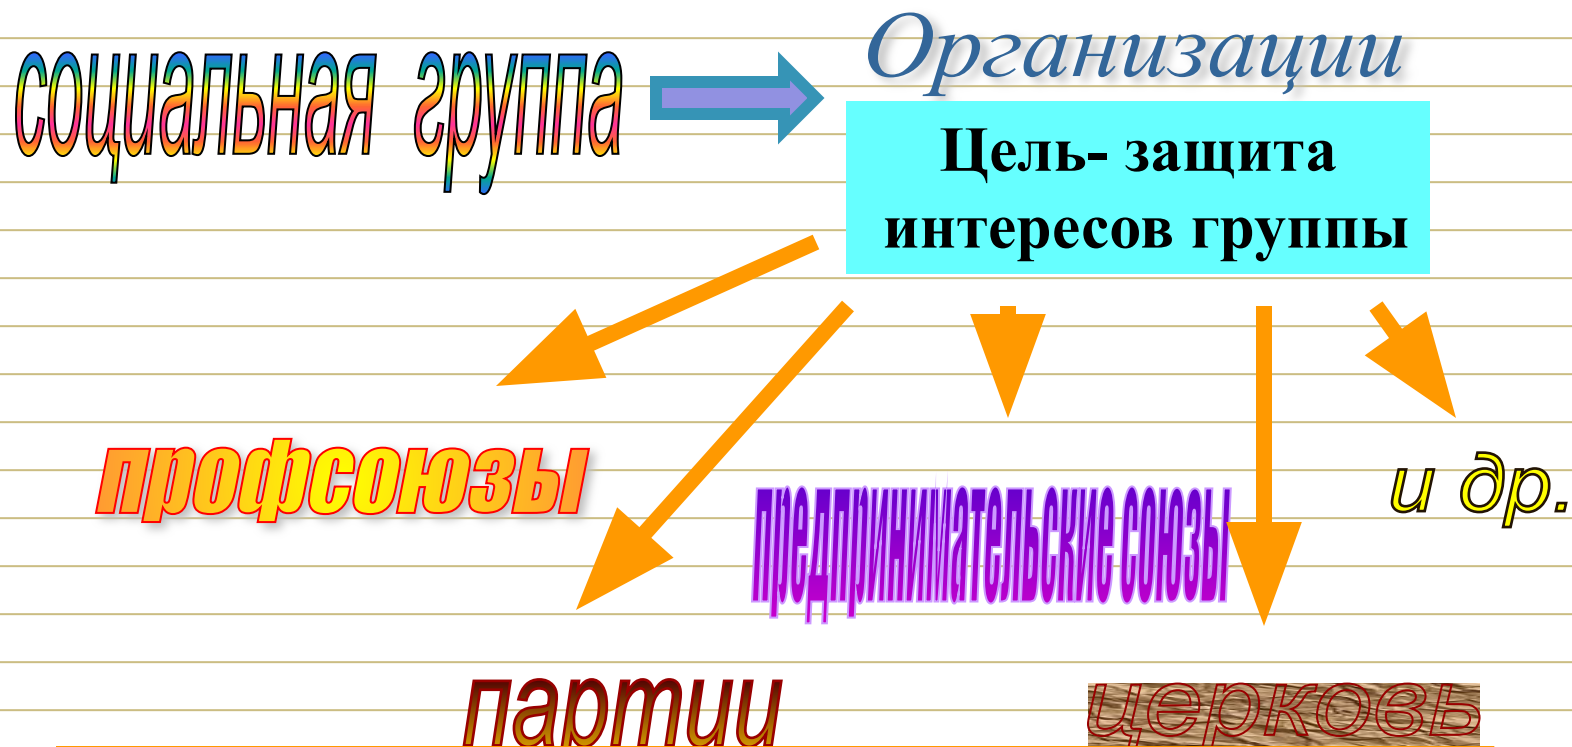 социальная группа
Организации
Цель- защита
интересов группы
профсоюзы
предпринимательские союзы
и др.
партии
церковь